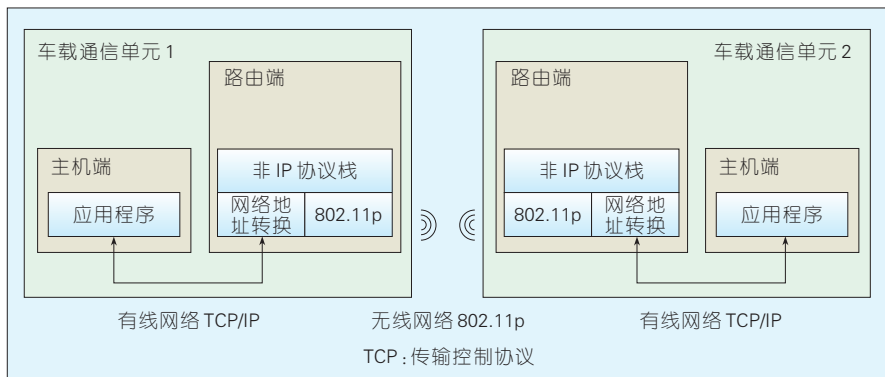 车载通信单元 1
路由端
主机端
非 IP 协议栈
应用程序
网络地
址转换
802.11p
车载通信单元 2
路由端
主机端
非 IP 协议栈
802.11p
网络地
址转换
应用程序
有线网络 TCP/IP
无线网络 802.11p
有线网络 TCP/IP
TCP：传输控制协议